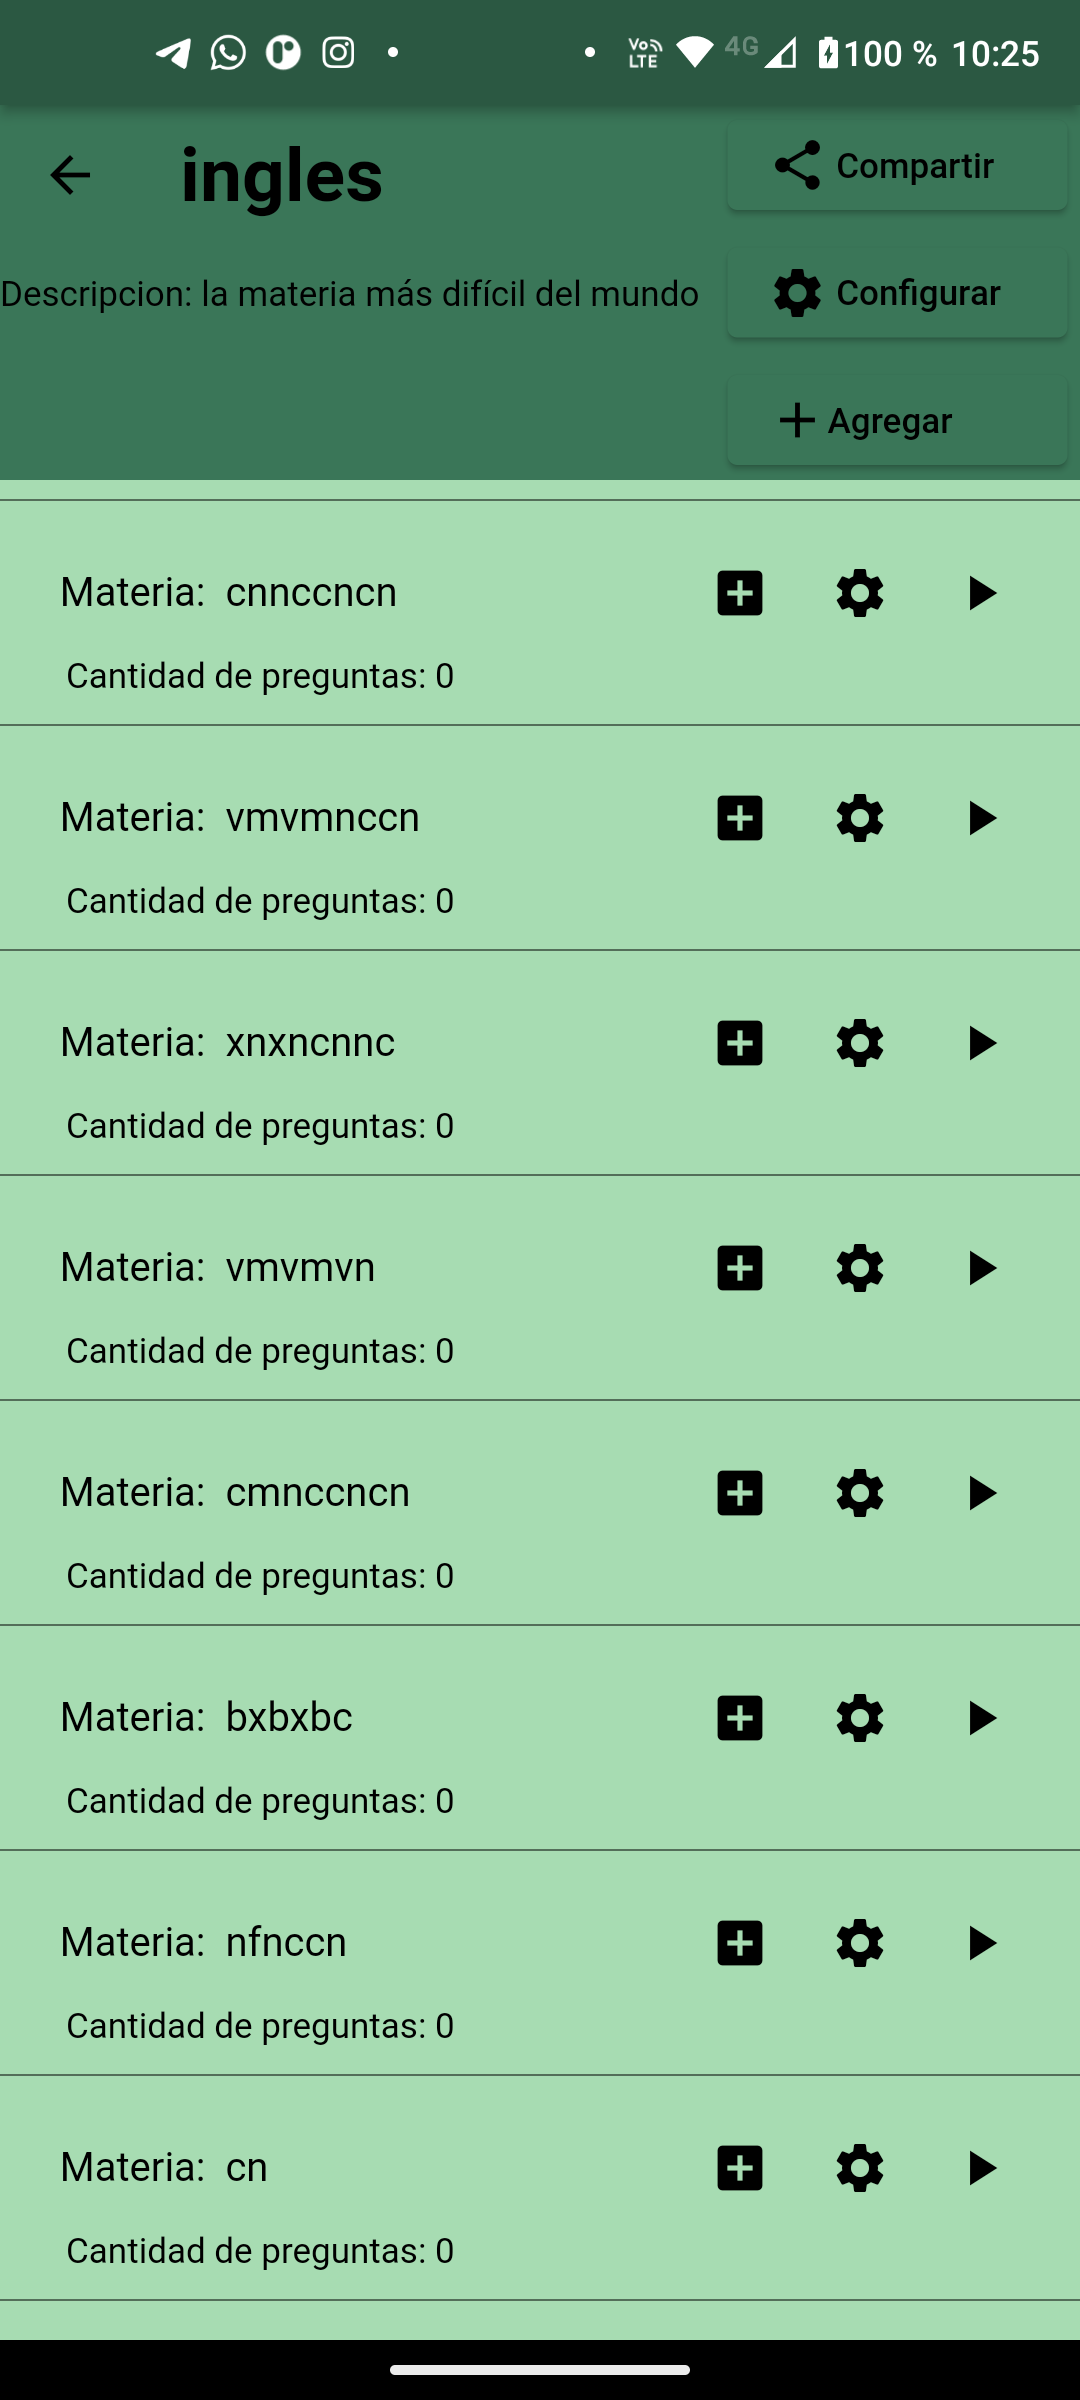 Vo LTE 4G 100 % 10:25
ingles
Compartir
Descripcion: la materia más difícil del mundo
Configurar
Agregar
Materia: cnnccncn
Cantidad de preguntas: 0
Materia: vmvmnccn
Cantidad de preguntas: 0
Materia: xnxncnnc
Cantidad de preguntas: 0
Materia: vmvmvn
Cantidad de preguntas: 0
Materia: cmnccncn
Cantidad de preguntas: 0
Materia: bxbxbc
Cantidad de preguntas: 0
Materia: nfnccn
Cantidad de preguntas: 0
Materia: cn
Cantidad de preguntas: 0